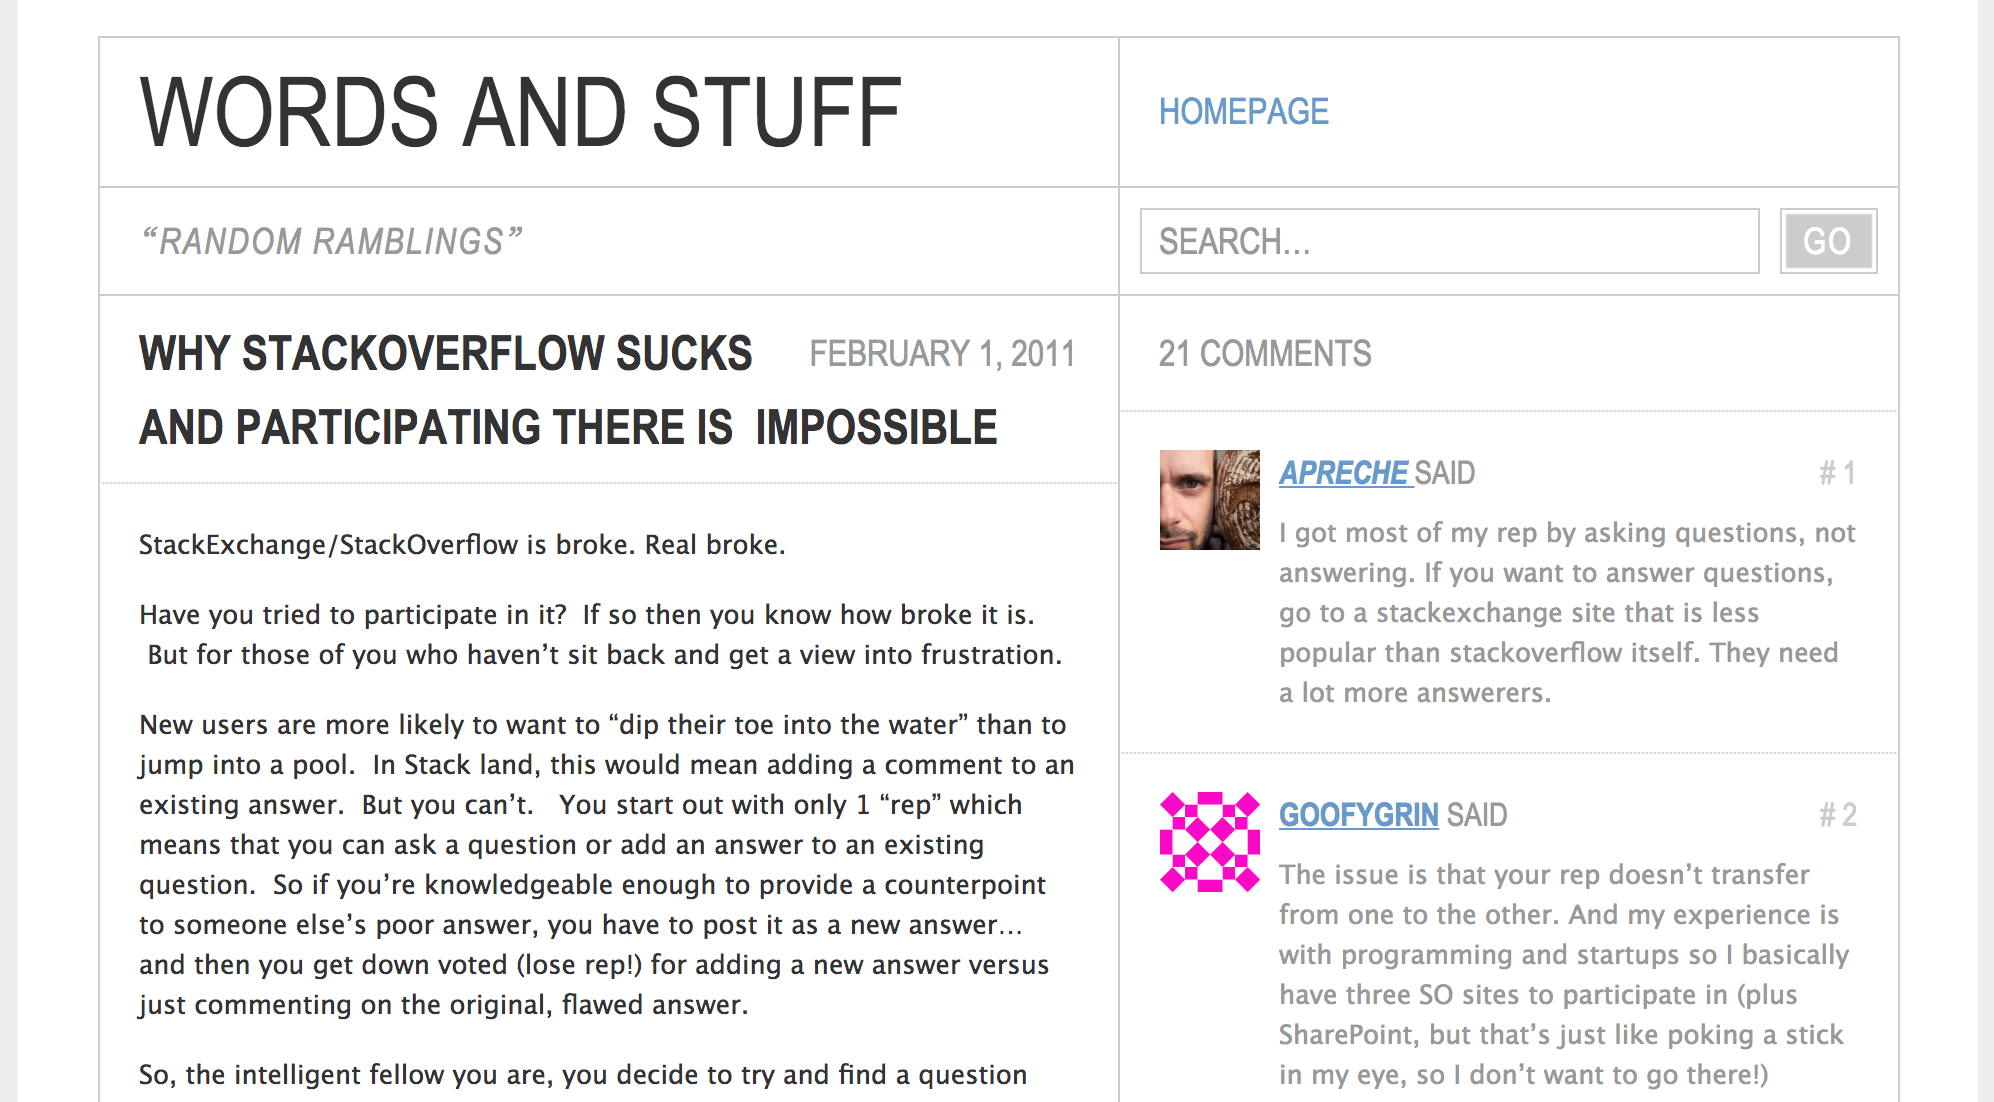 WORDS AND STUFF
HOMEPAGE
“RANDOM RAMBLINGS”
SEARCH...
GO
WHY STACKOVERFLOW SUCKS
AND PARTICIPATING THERE IS  IMPOSSIBLE
FEBRUARY 1, 2011
StackExchange/StackOverflow is broke. Real broke.
Have you tried to participate in it?  If so then you know how broke it is.
But for those of you who haven’t sit back and get a view into frustration.
New users are more likely to want to “dip their toe into the water” than to
jump into a pool.  In Stack land, this would mean adding a comment to an
existing answer.  But you can’t.   You start out with only 1 “rep” which
means that you can ask a question or add an answer to an existing
question.  So if you’re knowledgeable enough to provide a counterpoint
to someone else’s poor answer, you have to post it as a new answer…
and then you get down voted (lose rep!) for adding a new answer versus
just commenting on the original, flawed answer.
So, the intelligent fellow you are, you decide to try and find a question
21 COMMENTS
APRECHE SAID
# 1
I got most of my rep by asking questions, not
answering. If you want to answer questions,
go to a stackexchange site that is less
popular than stackoverflow itself. They need
a lot more answerers.
GOOFYGRIN SAID
# 2
The issue is that your rep doesn’t transfer
from one to the other. And my experience is
with programming and startups so I basically
have three SO sites to participate in (plus
SharePoint, but that’s just like poking a stick
in my eye, so I don’t want to go there!)